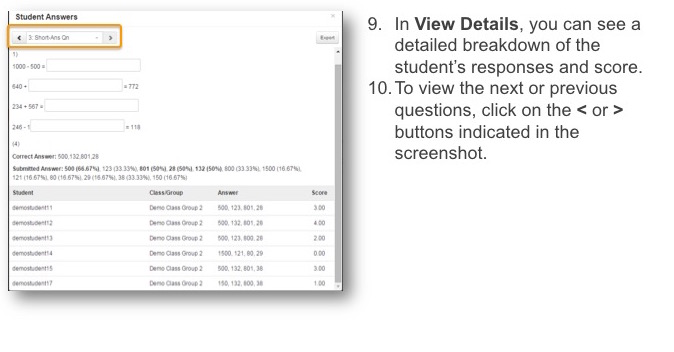 Student Answers
×
< 3: Short-Ans Qn >
Export
1)
1000 - 500 =
640 + = 772
234 + 567 =
246 - 1 = 118
(4)
Correct Answer: 500,132,801,28
Submitted Answer: 500 (66.67%), 123 (33.33%), 801 (50%), 28 (50%), 132 (50%), 800 (33.33%), 1500 (16.67%),
121 (16.67%), 80 (16.67%), 29 (16.67%), 38 (33.33%), 150 (16.67%)
Student Class/Group Answer Score
demostudent11 Demo Class Group 2 500, 123, 801, 28 3.00
demostudent12 Demo Class Group 2 500, 132, 801, 28 4.00
demostudent13 Demo Class Group 2 500, 123, 800, 28 2.00
demostudent14 Demo Class Group 2 1500, 121, 80, 29 0.00
demostudent15 Demo Class Group 2 500, 132, 801, 38 3.00
demostudent17 Demo Class Group 2 150, 132, 800, 38 1.00
9. In View Details, you can see a
detailed breakdown of the
student's responses and score.
10. To view the next or previous
questions, click on the < or >
buttons indicated in the
screenshot.